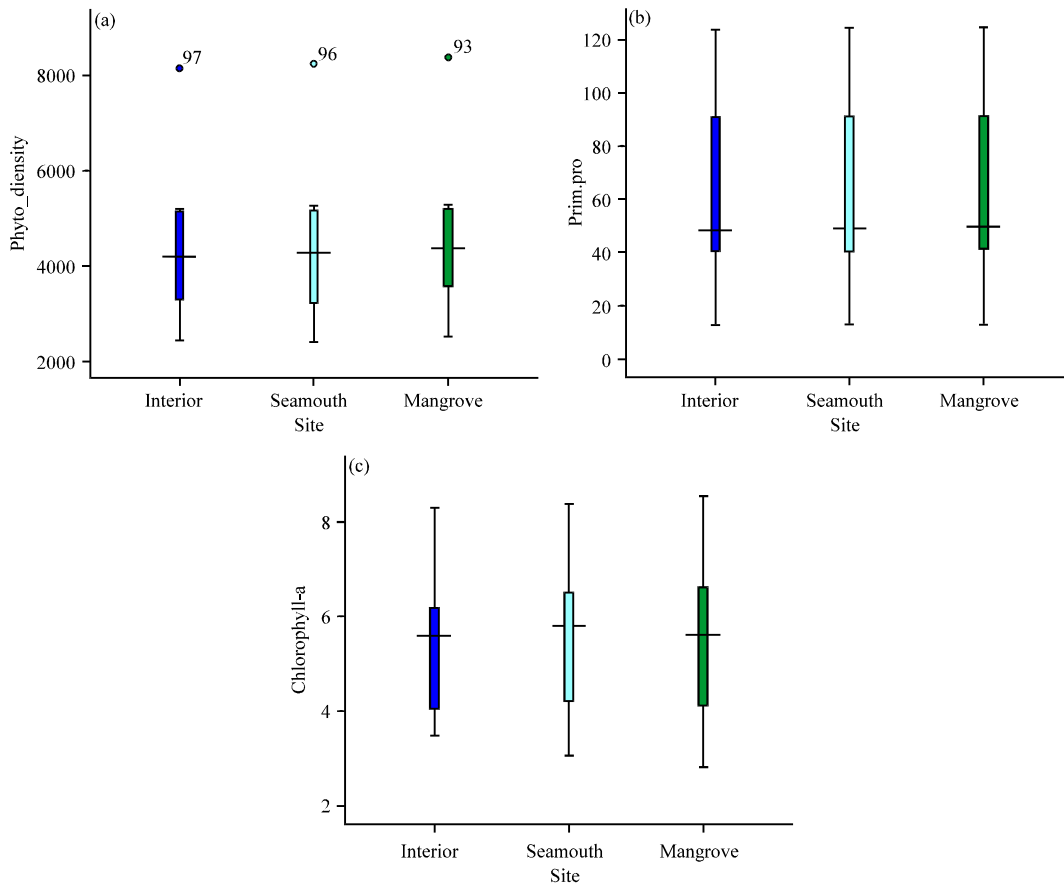 (a)
97
96
93
8000
6000
4000
2000
Phyto_diensity
Interior Seamouth Mangrove
Site
(b)
120
100
80
60
40
20
0
Prim.pro
Interior Seamouth Mangrove
Site
(c)
8
6
4
2
Chlorophyll-a
Interior Seamouth Mangrove
Site